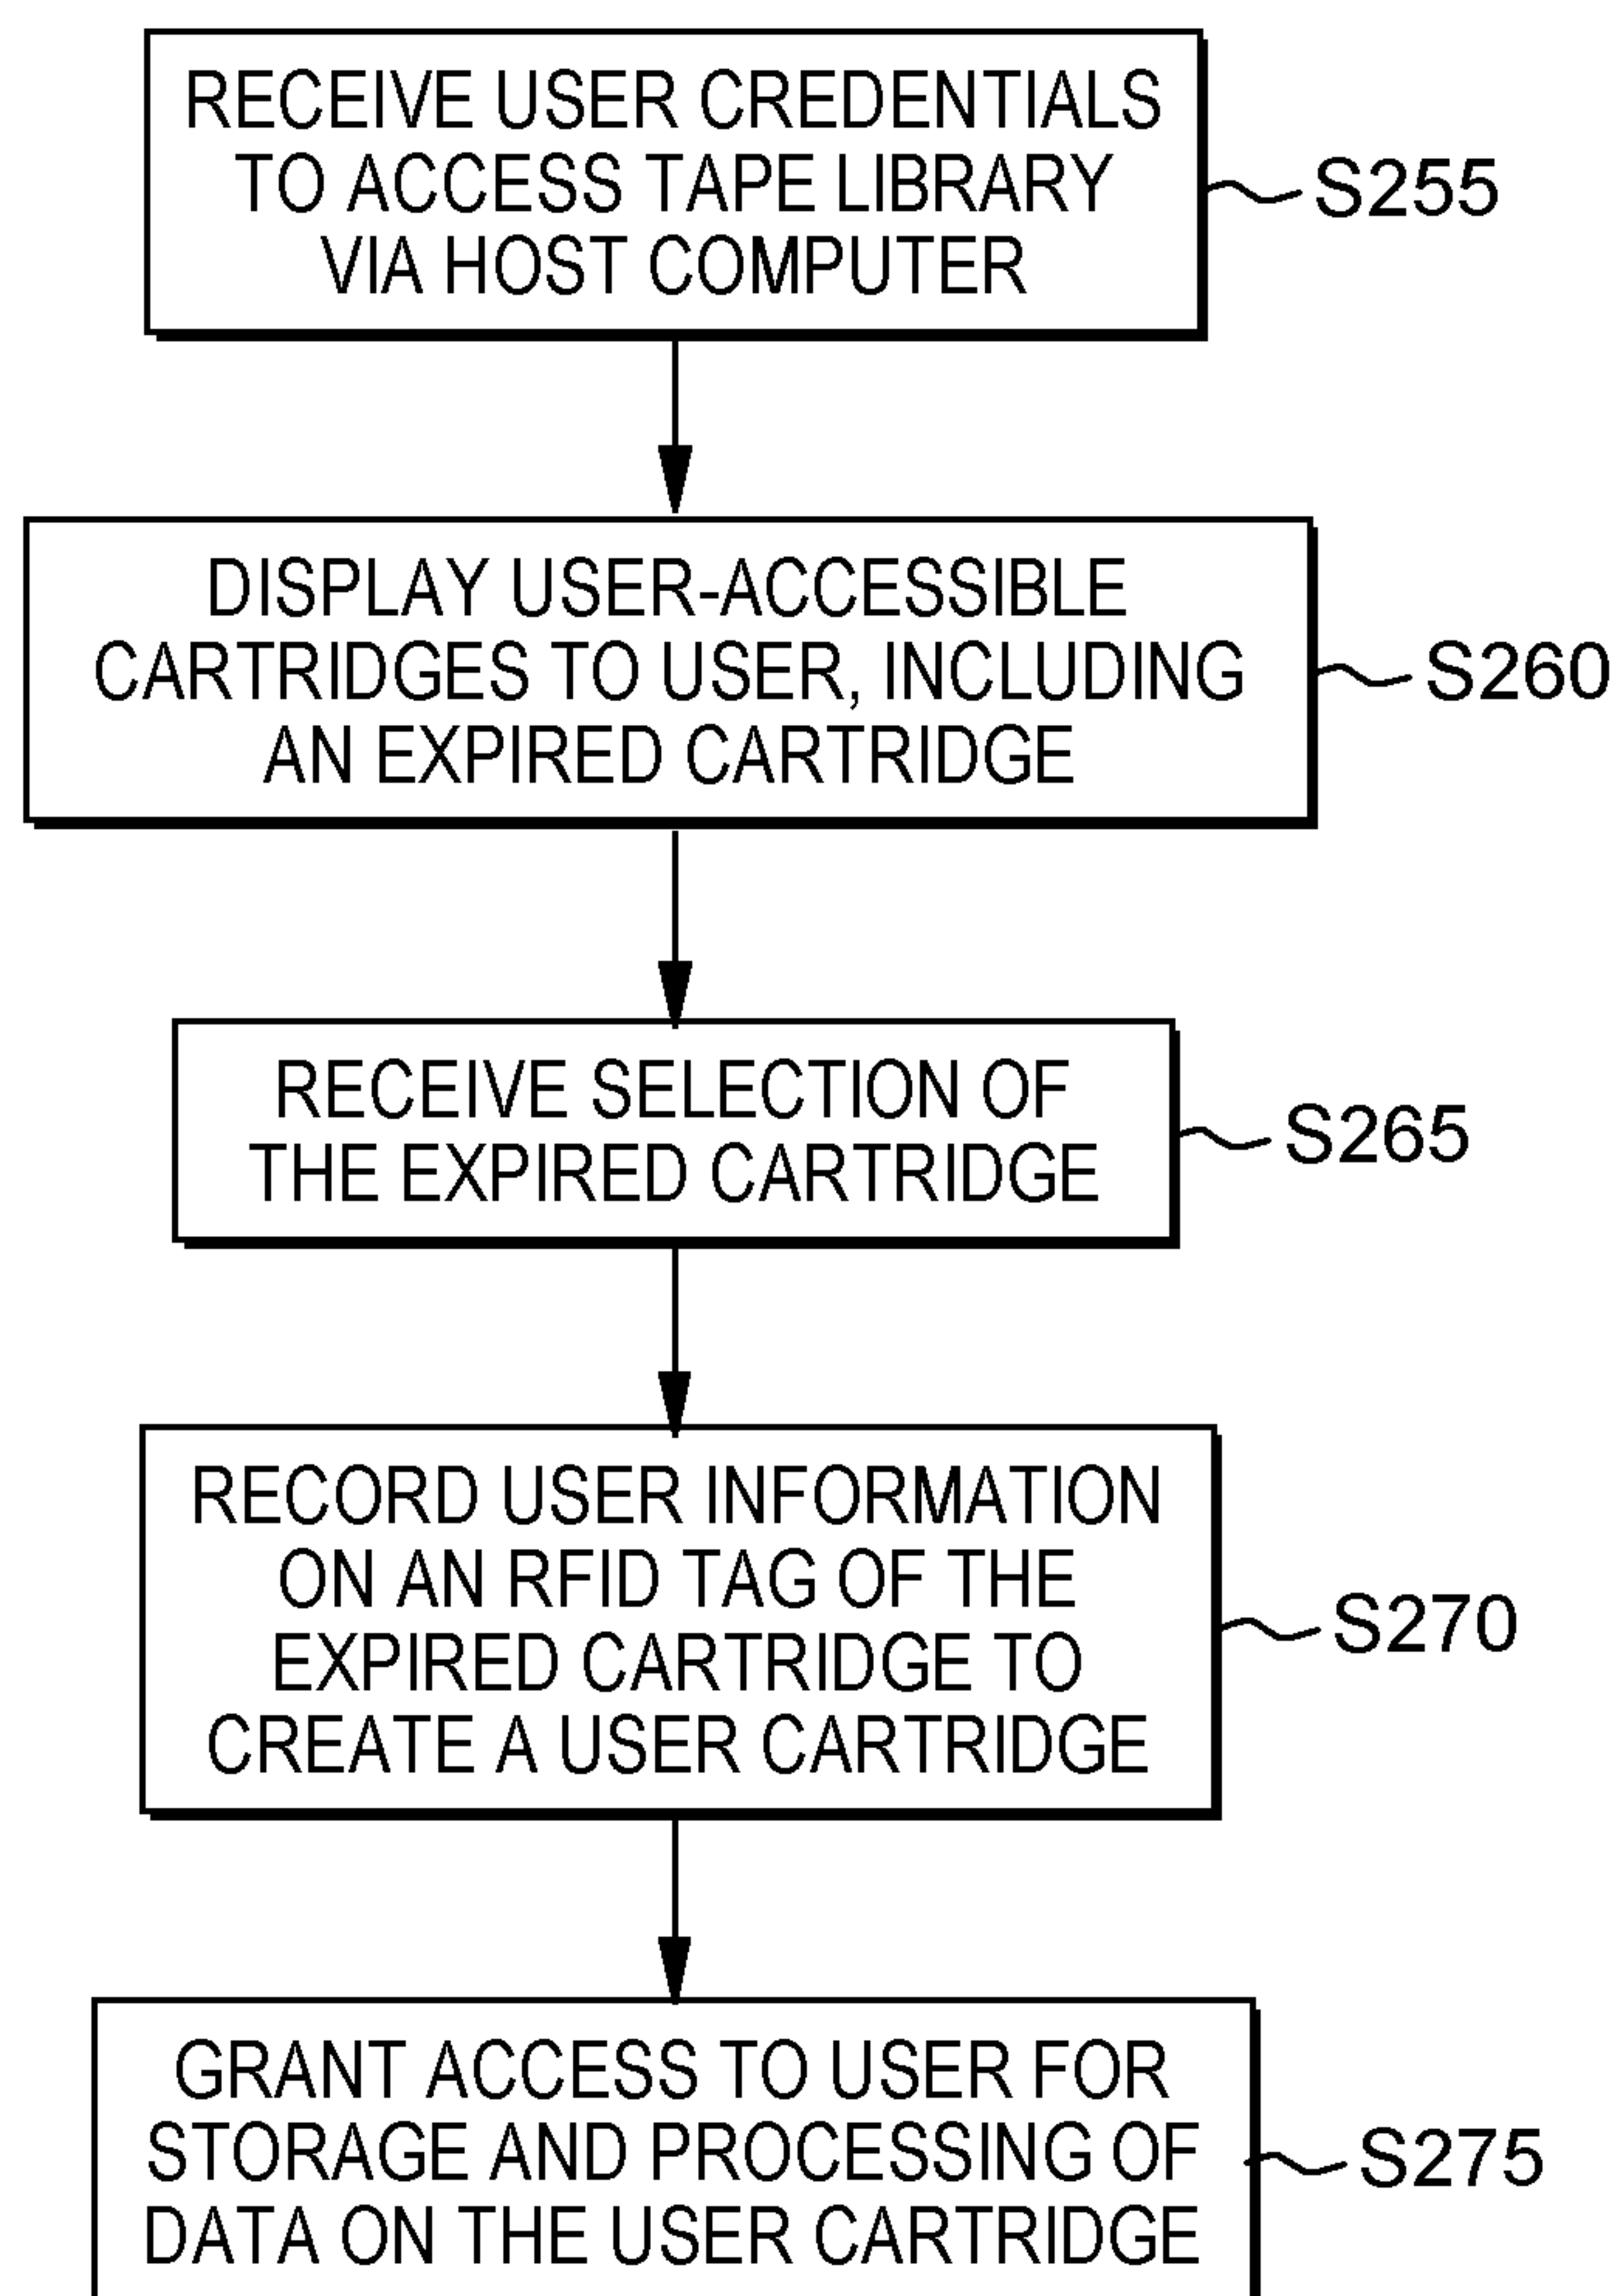 RECEIVE USER CREDENTIALS
TO ACCESS TAPE LIBRARY
VIA HOST COMPUTER
S255
DISPLAY USER-ACCESSIBLE
CARTRIDGES TO USER, INCLUDING
AN EXPIRED CARTRIDGE
S260
RECEIVE SELECTION OF
THE EXPIRED CARTRIDGE
S265
RECORD USER INFORMATION
ON AN RFID TAG OF THE
EXPIRED CARTRIDGE TO
CREATE A USER CARTRIDGE
S270
GRANT ACCESS TO USER FOR
STORAGE AND PROCESSING OF
DATA ON THE USER CARTRIDGE
S275